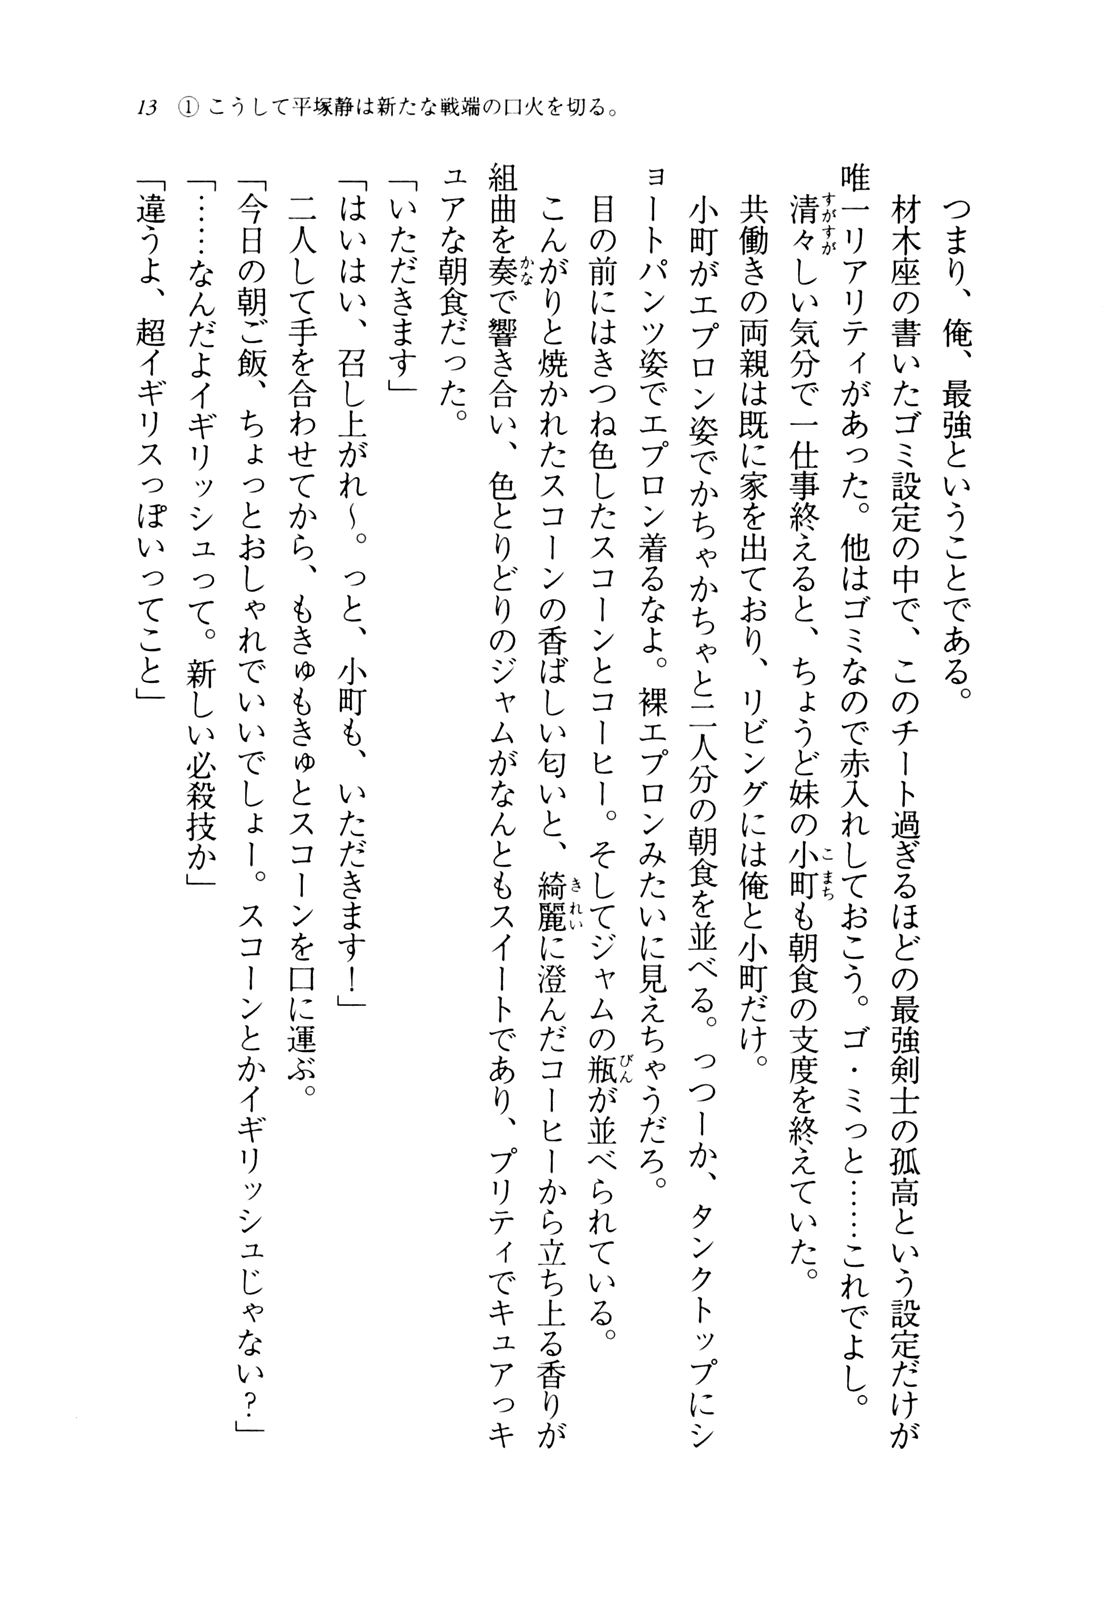 13 ① こうして平塚静は新たな戦端の口火を切る。
つまり、俺、最強ということである。
材木座の書いたゴミ設定の中で、このチート過ぎるほどの最強剣士の孤高という設定だけが
唯一リアリティがあった。他はゴミなので赤入れしておこう。ゴ・ミっと……これでよし。
清々しい気分で一仕事終えると、ちょうど妹の小町も朝食の支度を終えていた。
共働きの両親は既に家を出ており、リビングには俺と小町だけ。
小町がエプロン姿でかちゃかちゃと二人分の朝食を並べる。っつーか、タンクトップにシ
ョートパンツ姿でエプロン着るなよ。裸エプロンみたいに見えちゃうだろ。
目の前にはきつね色したスコーンとコーヒー。そしてジャムの瓶が並べられている。
こんがりと焼かれたスコーンの香ばしい匂いと、綺麗に澄んだコーヒーから立ち上る香りが
組曲を奏で響き合い、色とりどりのジャムがなんともスイートであり、プリティでキュアっキ
ュアな朝食だった。
「いただきます」
「はいはい、召し上がれ〜。っと、小町も、いただきます！」
二人して手を合わせてから、もきゅもきゅとスコーンを口に運ぶ。
「今日の朝ご飯、ちょっとおしゃれでいいでしょー。スコーンとかイギリッシュじゃない？」
「……なんだよイギリッシュって。新しい必殺技か」
「違うよ、超イギリスっぽいってこと」